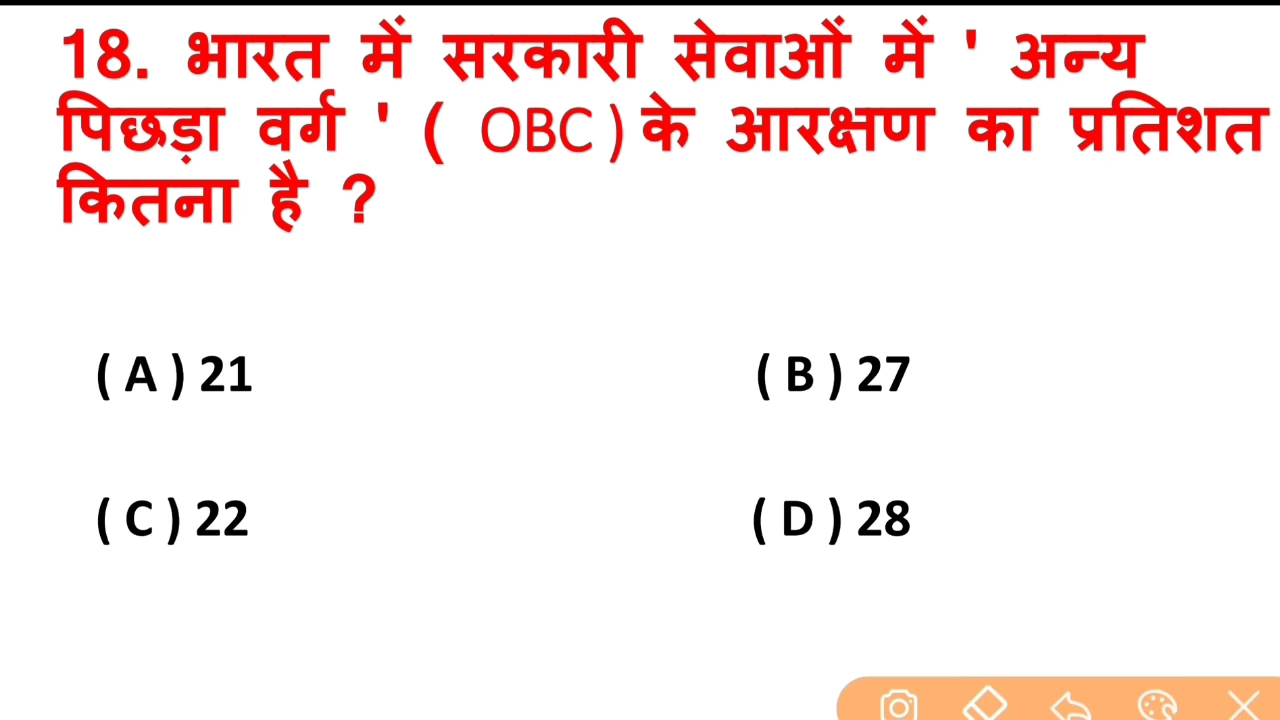 18. भारत में सरकारी सेवाओं में ' अन्य
पिछड़ा वर्ग ' ( OBC ) के आरक्षण का प्रतिशत
कितना है ?
( A ) 21
( B ) 27
( C ) 22
( D ) 28